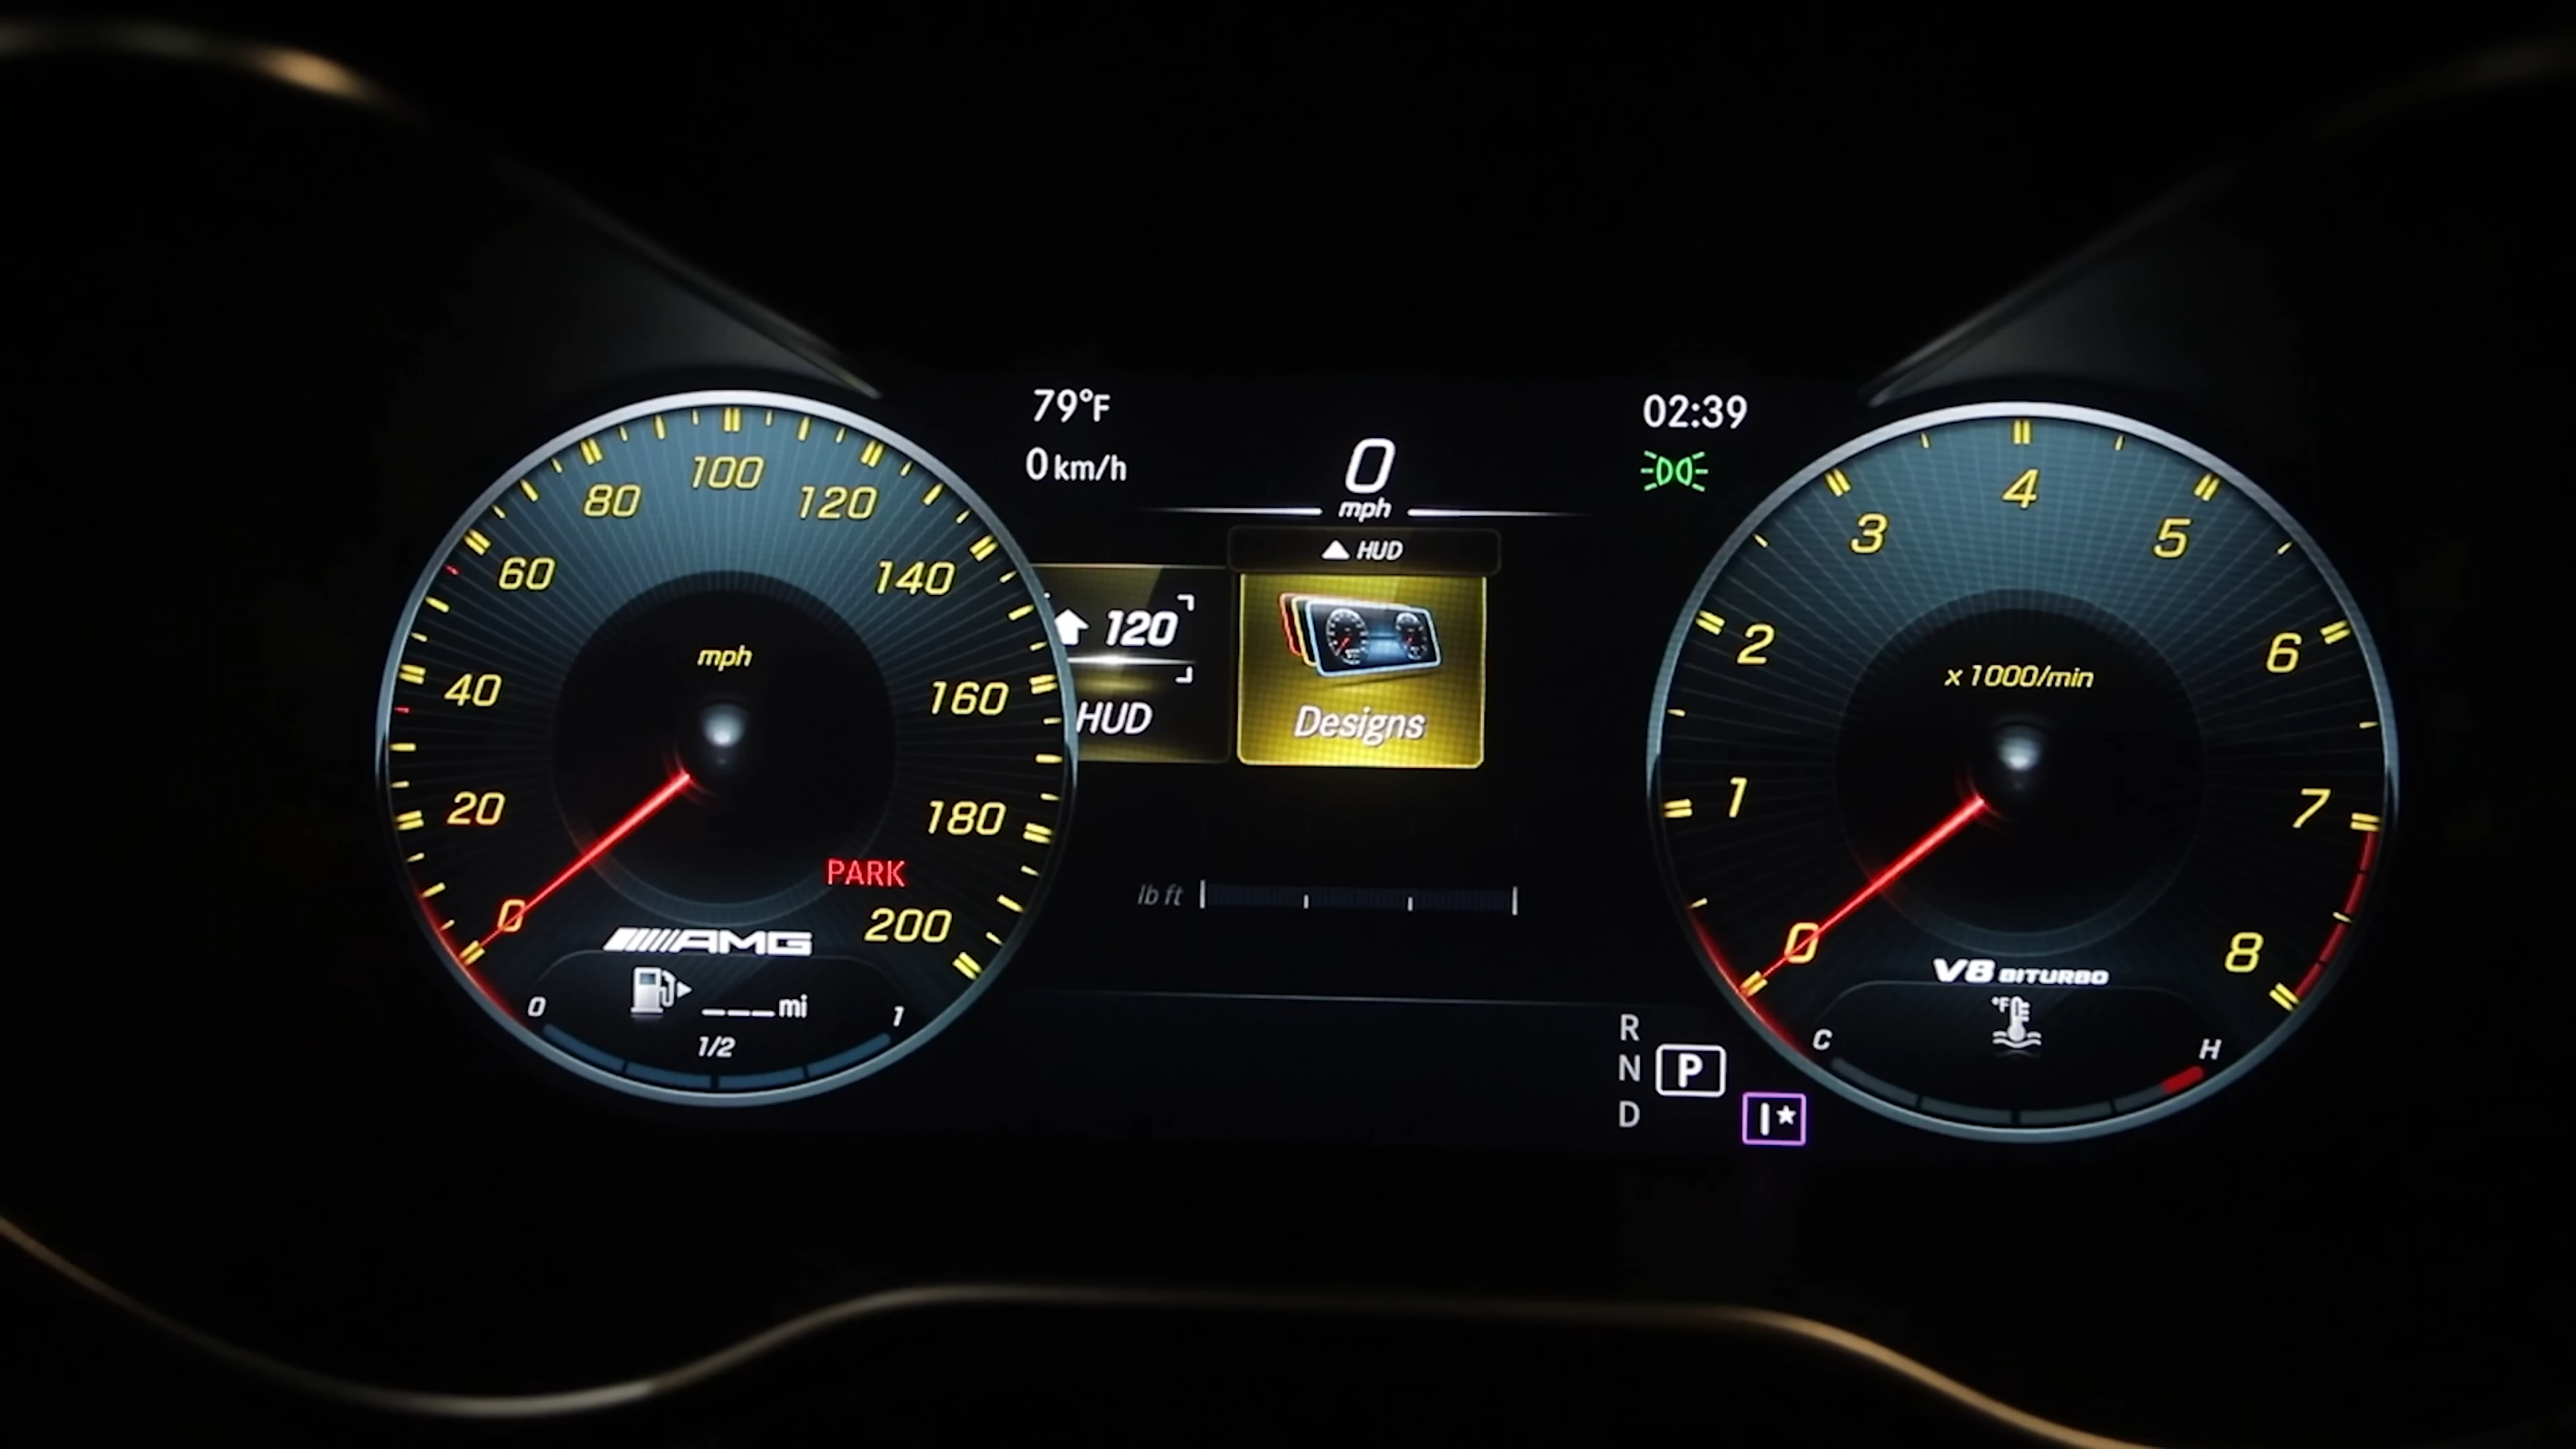 79°F
02:39
0 km/h
0
mph
HUD
120
HUD
Designs
lb ft
0
20
40
60
80
100
120
140
160
180
200
mph
PARK
AMG
___ mi
0
1/2
1
0
1
2
3
4
5
6
7
8
x 1000/min
V8 BITURBO
°F
C
H
R
N
P
D
I★